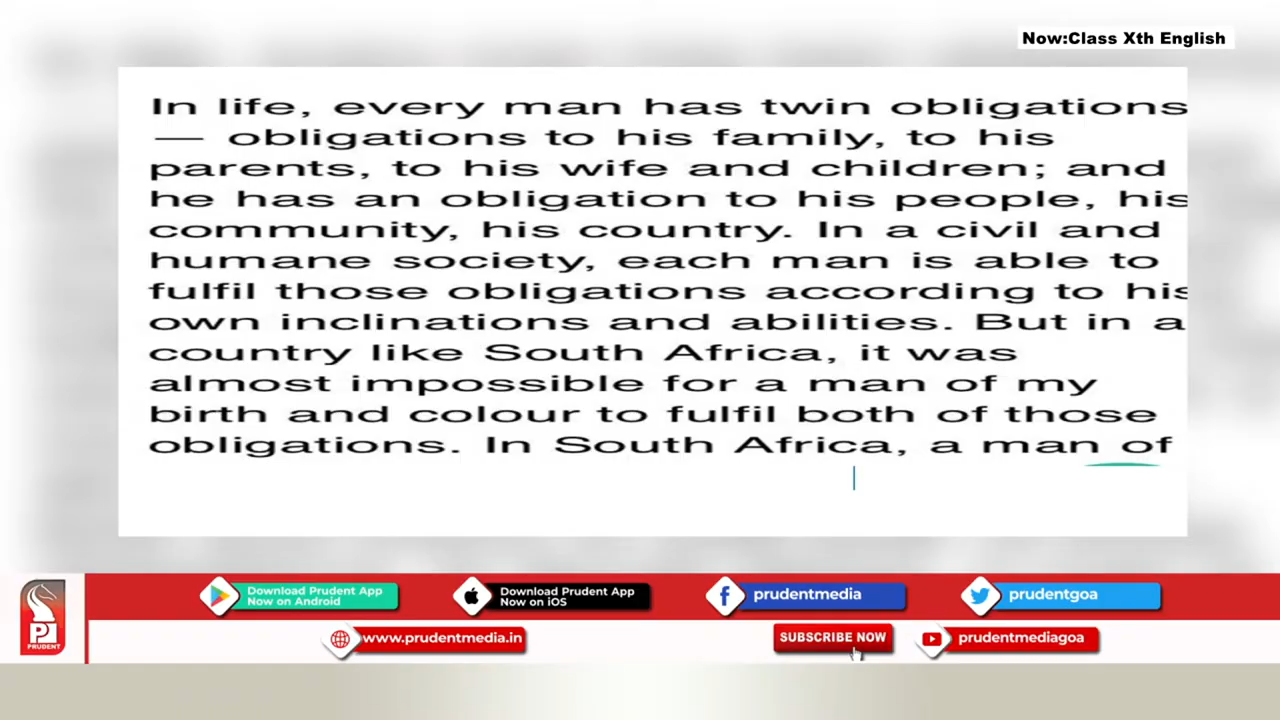 Now:Class Xth English
In life, every man has twin obligations
— obligations to his family, to his
parents, to his wife and children; and
he has an obligation to his people, his
community, his country. In a civil and
humane society, each man is able to
fulfil those obligations according to his
own inclinations and abilities. But in a
country like South Africa, it was
almost impossible for a man of my
birth and colour to fulfil both of those
obligations. In South Africa, a man of
Download Prudent App
Now on Android
Download Prudent App
Now on iOS
prudentmedia
prudentgoa
PRUDENT
www.prudentmedia.in
SUBSCRIBE NOW
prudentmediagoa